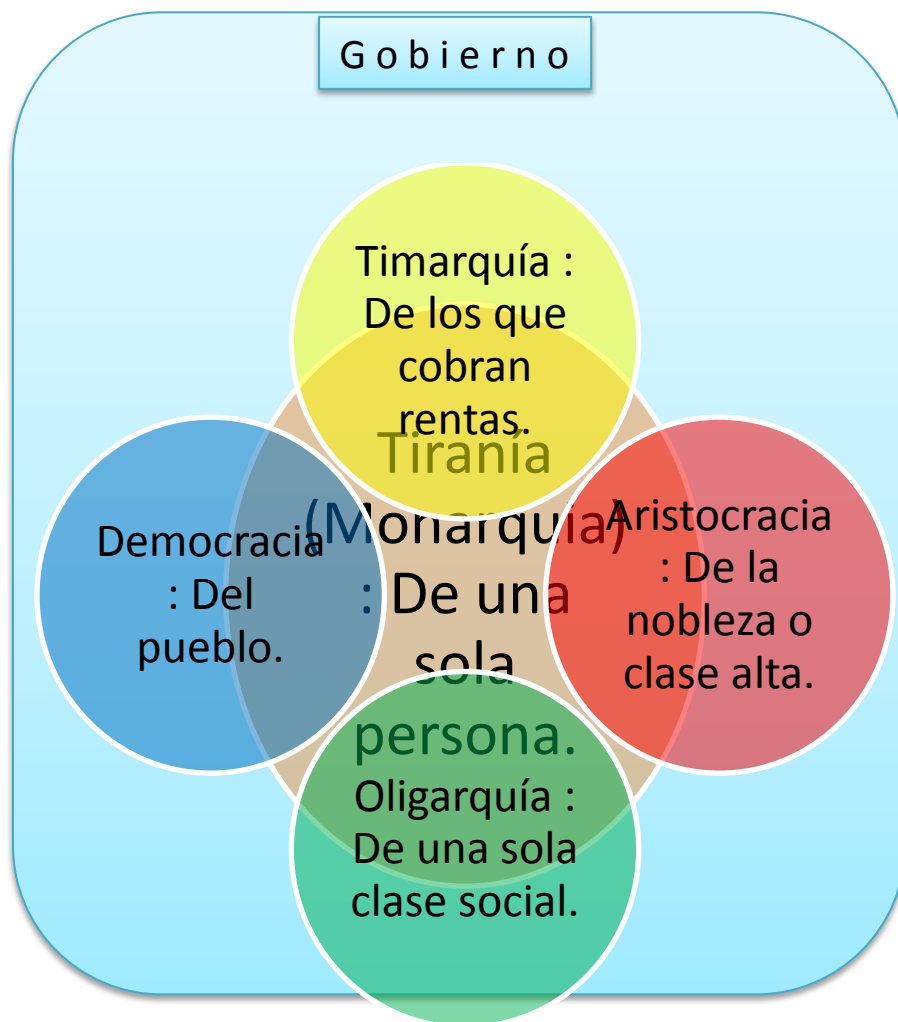 G o b i e r n o
Timarquía :
De los que
cobran
rentas.
Tiranía
(Monarquía)
: De una
sola
persona.
Democracia
: Del
pueblo.
Aristocracia
: De la
nobleza o
clase alta.
Oligarquía :
De una sola
clase social.